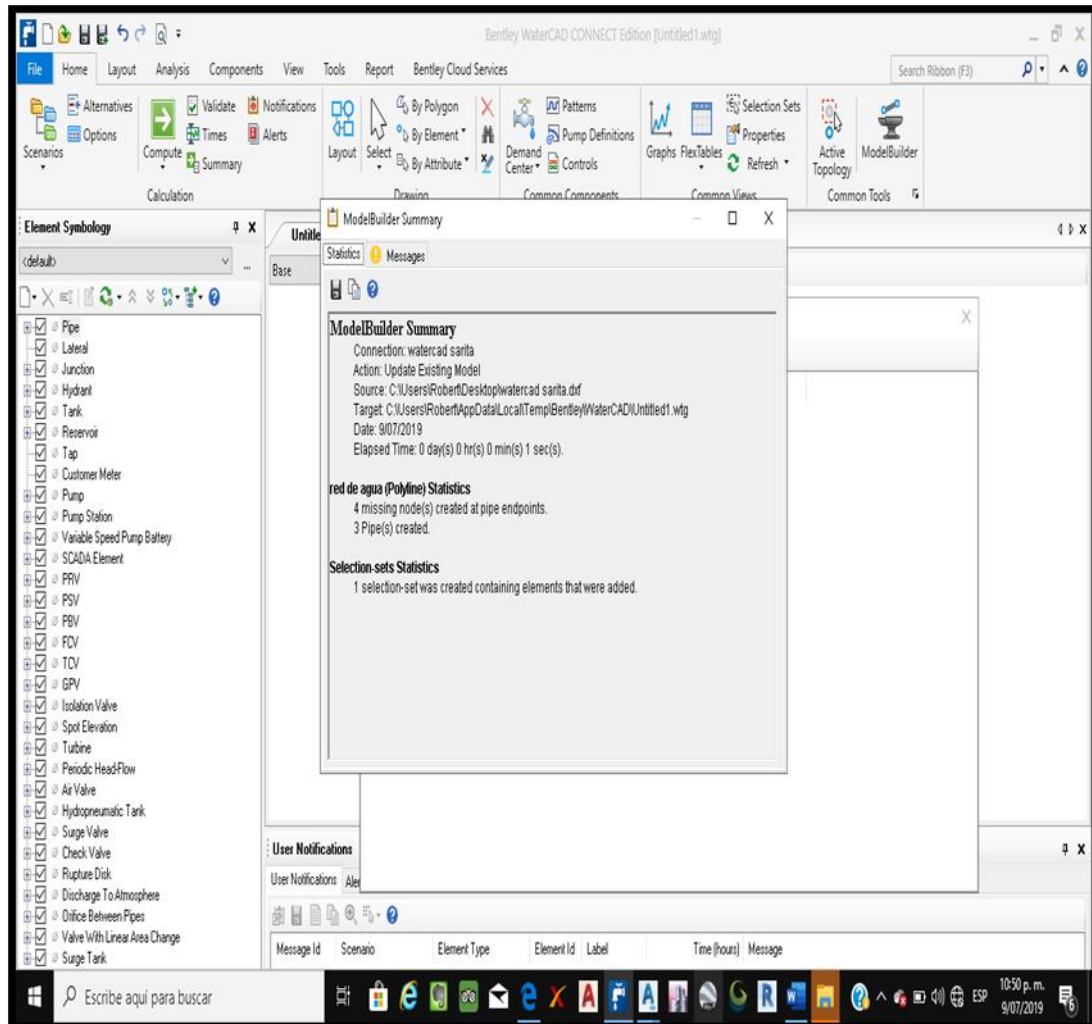 Bentley WaterCAD CONNECT Edition [Untitled1.wtg]
File Home Layout Analysis Components View Tools Report Bentley Cloud Services
Search Ribbon (F3)
Scenarios
Alternatives
Options
Compute
Validate
Times
Summary
Notifications
Alerts
Calculation
Layout
Select
By Polygon
By Element
By Attribute
Drawing
Demand Center
Patterns
Pump Definitions
Controls
Common Components
Graphs
FlexTables
Selection Sets
Properties
Refresh
Common Views
Active Topology
ModelBuilder
Common Tools
Element Symbology
<default>
Pipe
Lateral
Junction
Hydrant
Tank
Reservoir
Tap
Customer Meter
Pump
Pump Station
Variable Speed Pump Battery
SCADA Element
PRV
PSV
PBV
FCV
TCV
GPV
Isolation Valve
Spot Elevation
Turbine
Periodic Head-Flow
Air Valve
Hydropneumatic Tank
Surge Valve
Check Valve
Rupture Disk
Discharge To Atmosphere
Orifice Between Pipes
Valve With Linear Area Change
Surge Tank
Untitle
Base
ModelBuilder Summary
Statistics Messages
ModelBuilder Summary
Connection: watercad sarita
Action: Update Existing Model
Source: C:\Users\Robert\Desktop\watercad sarita.dxf
Target: C:\Users\Robert\AppData\Local\Temp\Bentley\WaterCAD\Untitled1.wtg
Date: 9/07/2019
Elapsed Time: 0 day(s) 0 hr(s) 0 min(s) 1 sec(s).
red de agua (Polyline) Statistics
4 missing node(s) created at pipe endpoints.
3 Pipe(s) created.
Selection-sets Statistics
1 selection-set was created containing elements that were added.
User Notifications
User Notifications Aler
Message Id Scenario Element Type Element Id Label Time (hours) Message
Escribe aquí para buscar
ESP
10:50 p. m.
9/07/2019
6